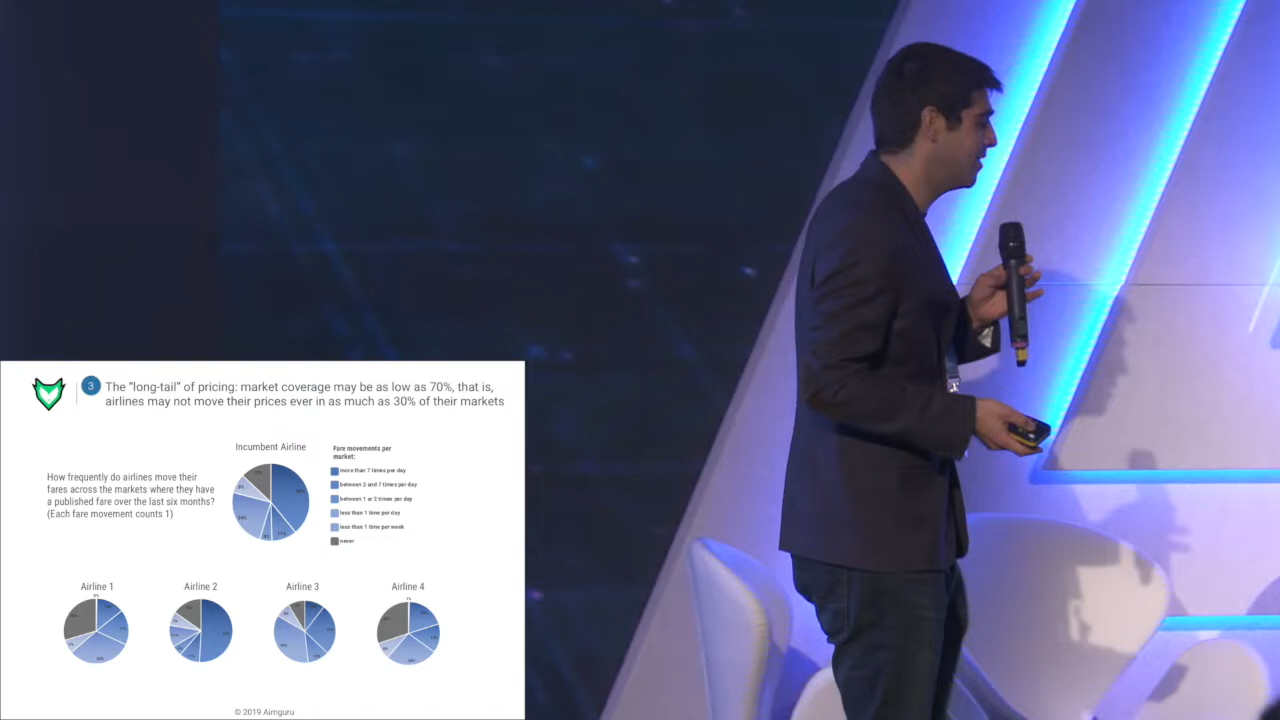 3
The “long-tail” of pricing: market coverage may be as low as 70%, that is,
airlines may not move their prices ever in as much as 30% of their markets
Incumbent Airline
Fare movements per
market:
more than 7 times per day
between 2 and 7 times per day
between 1 or 2 times per day
less than 1 time per day
less than 1 time per week
never
How frequently do airlines move their
fares across the markets where they have
a published fare over the last six months?
(Each fare movement counts 1)
Airline 1
Airline 2
Airline 3
Airline 4
© 2019 Aimguru